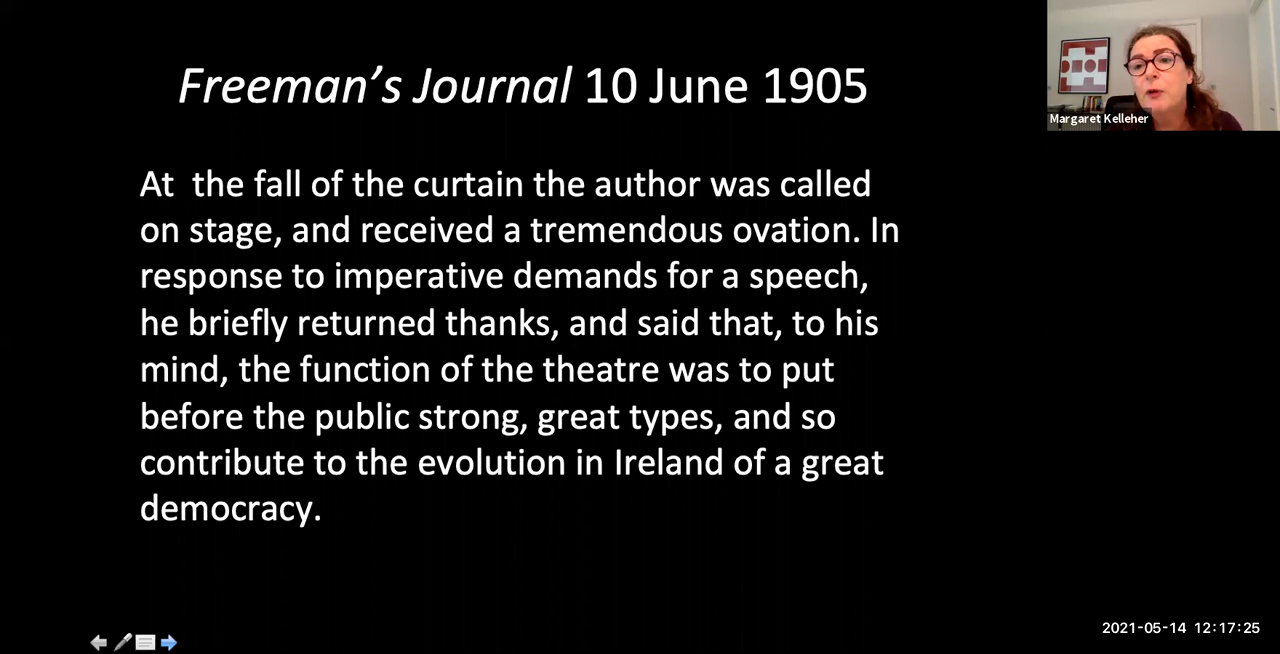 Freeman's Journal 10 June 1905
Margaret Kelleher
At the fall of the curtain the author was called
on stage, and received a tremendous ovation. In
response to imperative demands for a speech,
he briefly returned thanks, and said that, to his
mind, the function of the theatre was to put
before the public strong, great types, and so
contribute to the evolution in Ireland of a great
democracy.
2021-05-14 12:17:25